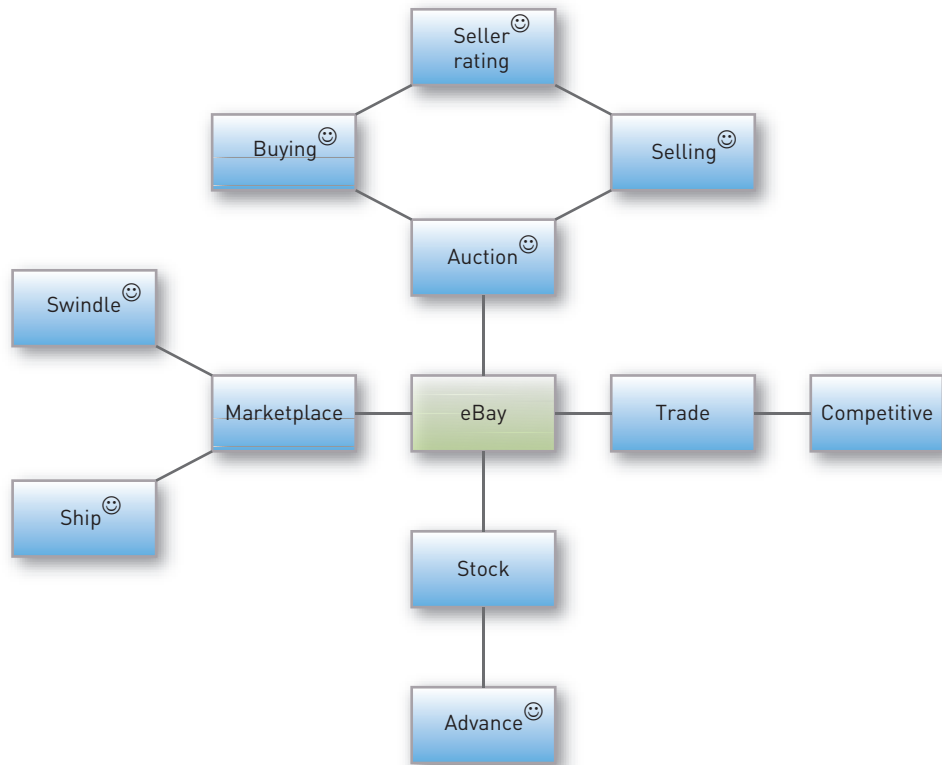 Seller
rating
Buying
Selling
Auction
Swindle
Marketplace
eBay
Trade
Competitive
Ship
Stock
Advance